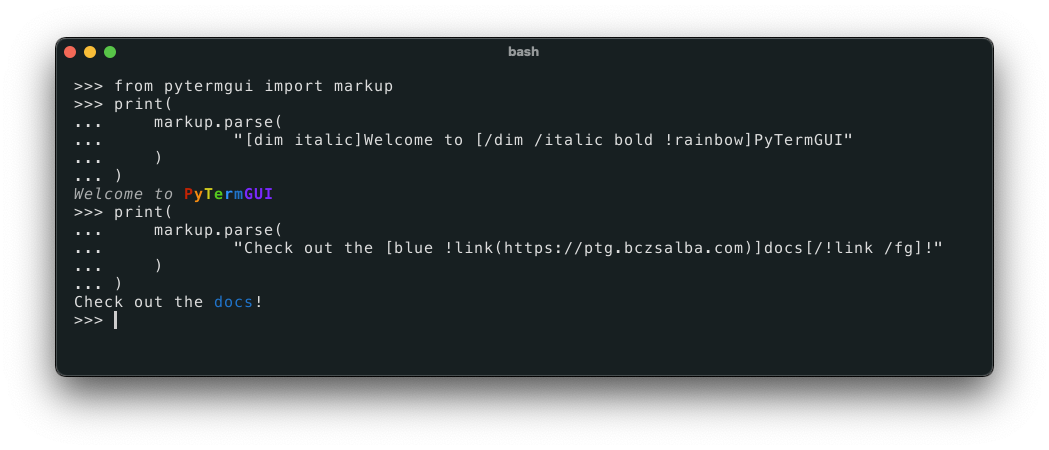 bash
>>> from pytermgui import markup
>>> print(
...     markup.parse(
...             "[dim italic]Welcome to [/dim /italic bold !rainbow]PyTermGUI"
...     )
... )
Welcome to PyTermGUI
>>> print(
...     markup.parse(
...             "Check out the [blue !link(https://ptg.bczsalba.com)]docs[/!link /fg]!"
...     )
... )
Check out the docs!
>>>